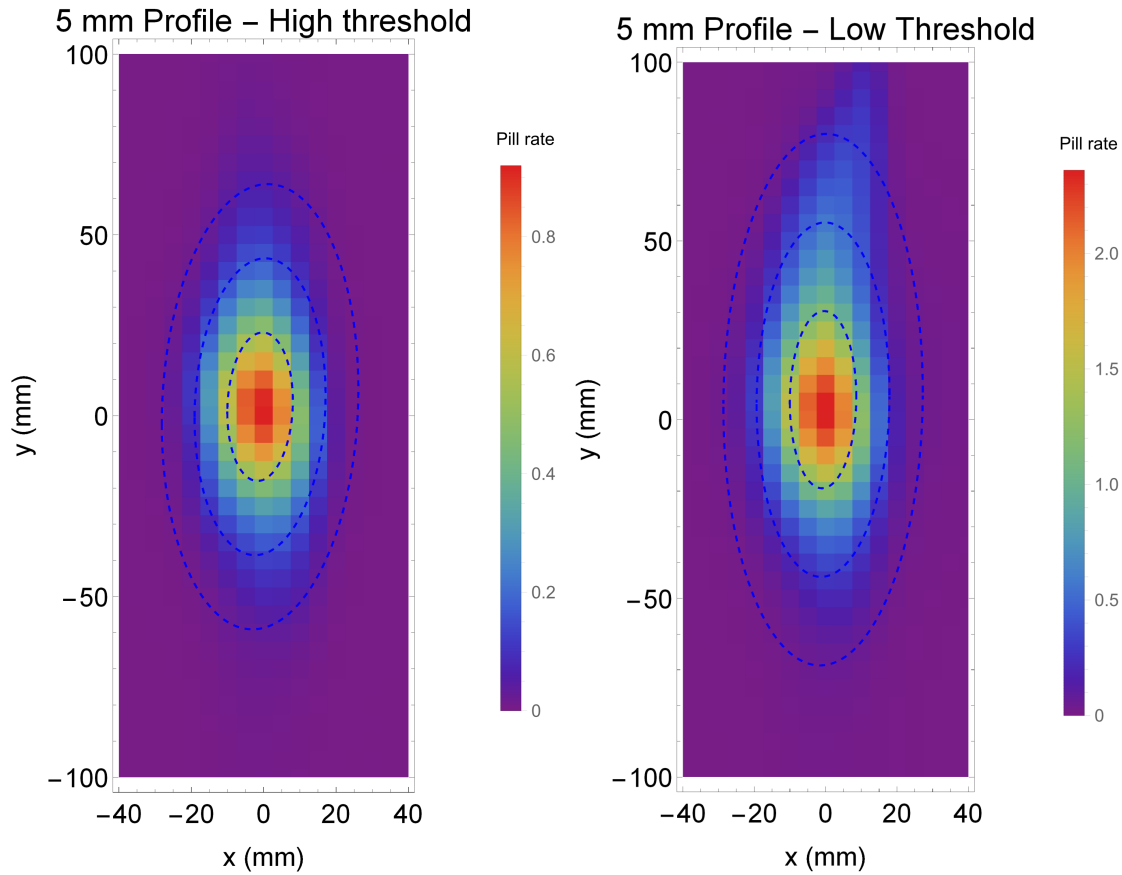 5 mm Profile – High threshold
100
50
0
−50
−100
−40 −20 0 20 40
x (mm)
y (mm)
Pill rate
0.8
0.6
0.4
0.2
0
5 mm Profile – Low Threshold
100
50
0
−50
−100
−40 −20 0 20 40
x (mm)
y (mm)
Pill rate
2.0
1.5
1.0
0.5
0